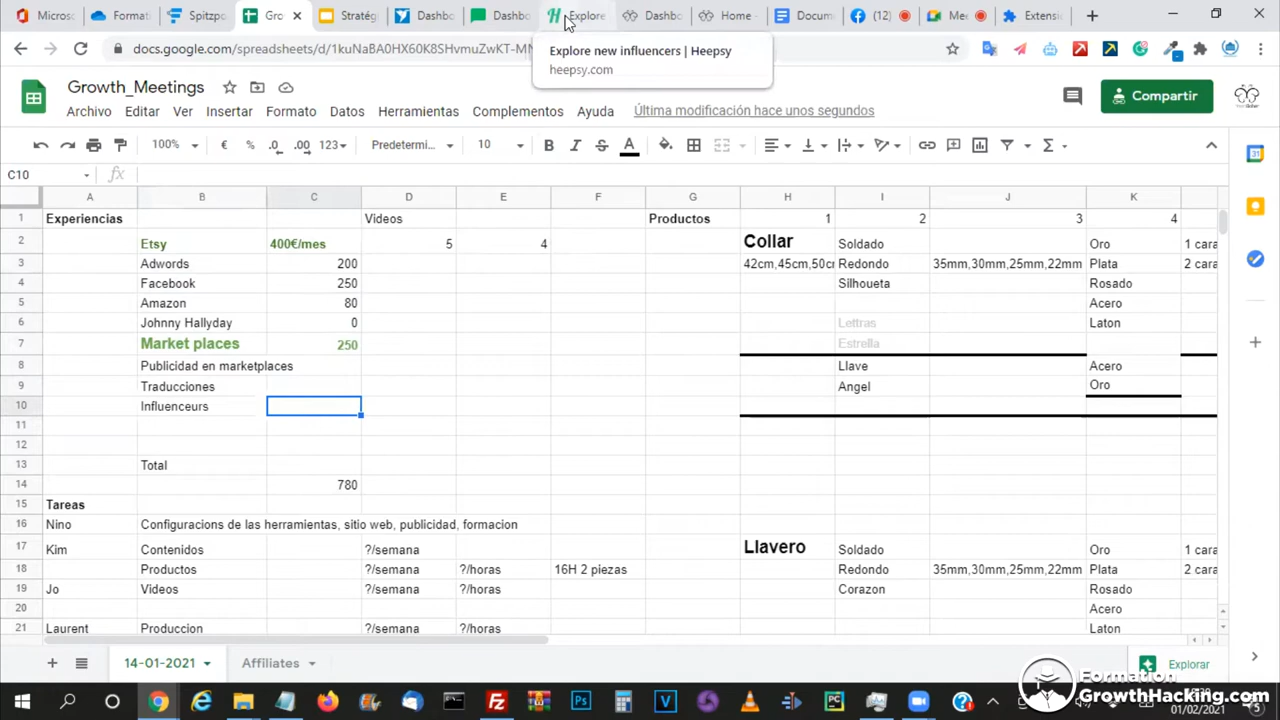 Micros Formati Spitzpo Gro Stratég Dashbo Dashbo Explore Dashbo Home - Docum (12) Me Extensi
docs.google.com/spreadsheets/d/1kuNaBA0HX60K8SHvmuZwKT-MN
Explore new influencers | Heepsy
heepsy.com
Growth_Meetings
Archivo Editar Ver Insertar Formato Datos Herramientas Complementos Ayuda Última modificación hace unos segundos
Compartir
100% € % .0 .00 123 Predetermi... 10 B I S A
C10 fx
A B C D E F G H I J K
1 Experiencias Videos Productos 1 2 3 4
2 Etsy 400€/mes 5 4 Collar Soldado Oro 1 cara
3 Adwords 200 42cm,45cm,50cm Redondo 35mm,30mm,25mm,22mm Plata 2 cara
4 Facebook 250 Silhoueta Rosado
5 Amazon 80 Acero
6 Johnny Hallyday 0 Lettras Laton
7 Market places 250 Estrella
8 Publicidad en marketplaces Llave Acero
9 Traducciones Angel Oro
10 Influenceurs
11
12
13 Total
14 780
15 Tareas
16 Nino Configuracions de las herramientas, sitio web, publicidad, formacion
17 Kim Contenidos ?/semana Llavero Soldado Oro 1 cara
18 Productos ?/semana ?/horas 16H 2 piezas Redondo 35mm,30mm,25mm,22mm Plata 2 cara
19 Jo Videos ?/semana Corazon Rosado
20 Acero
21 Laurent Produccion ?/semana ?/horas Laton
14-01-2021 Affiliates Explorar
Formation
GrowthHacking.com
01/02/2021